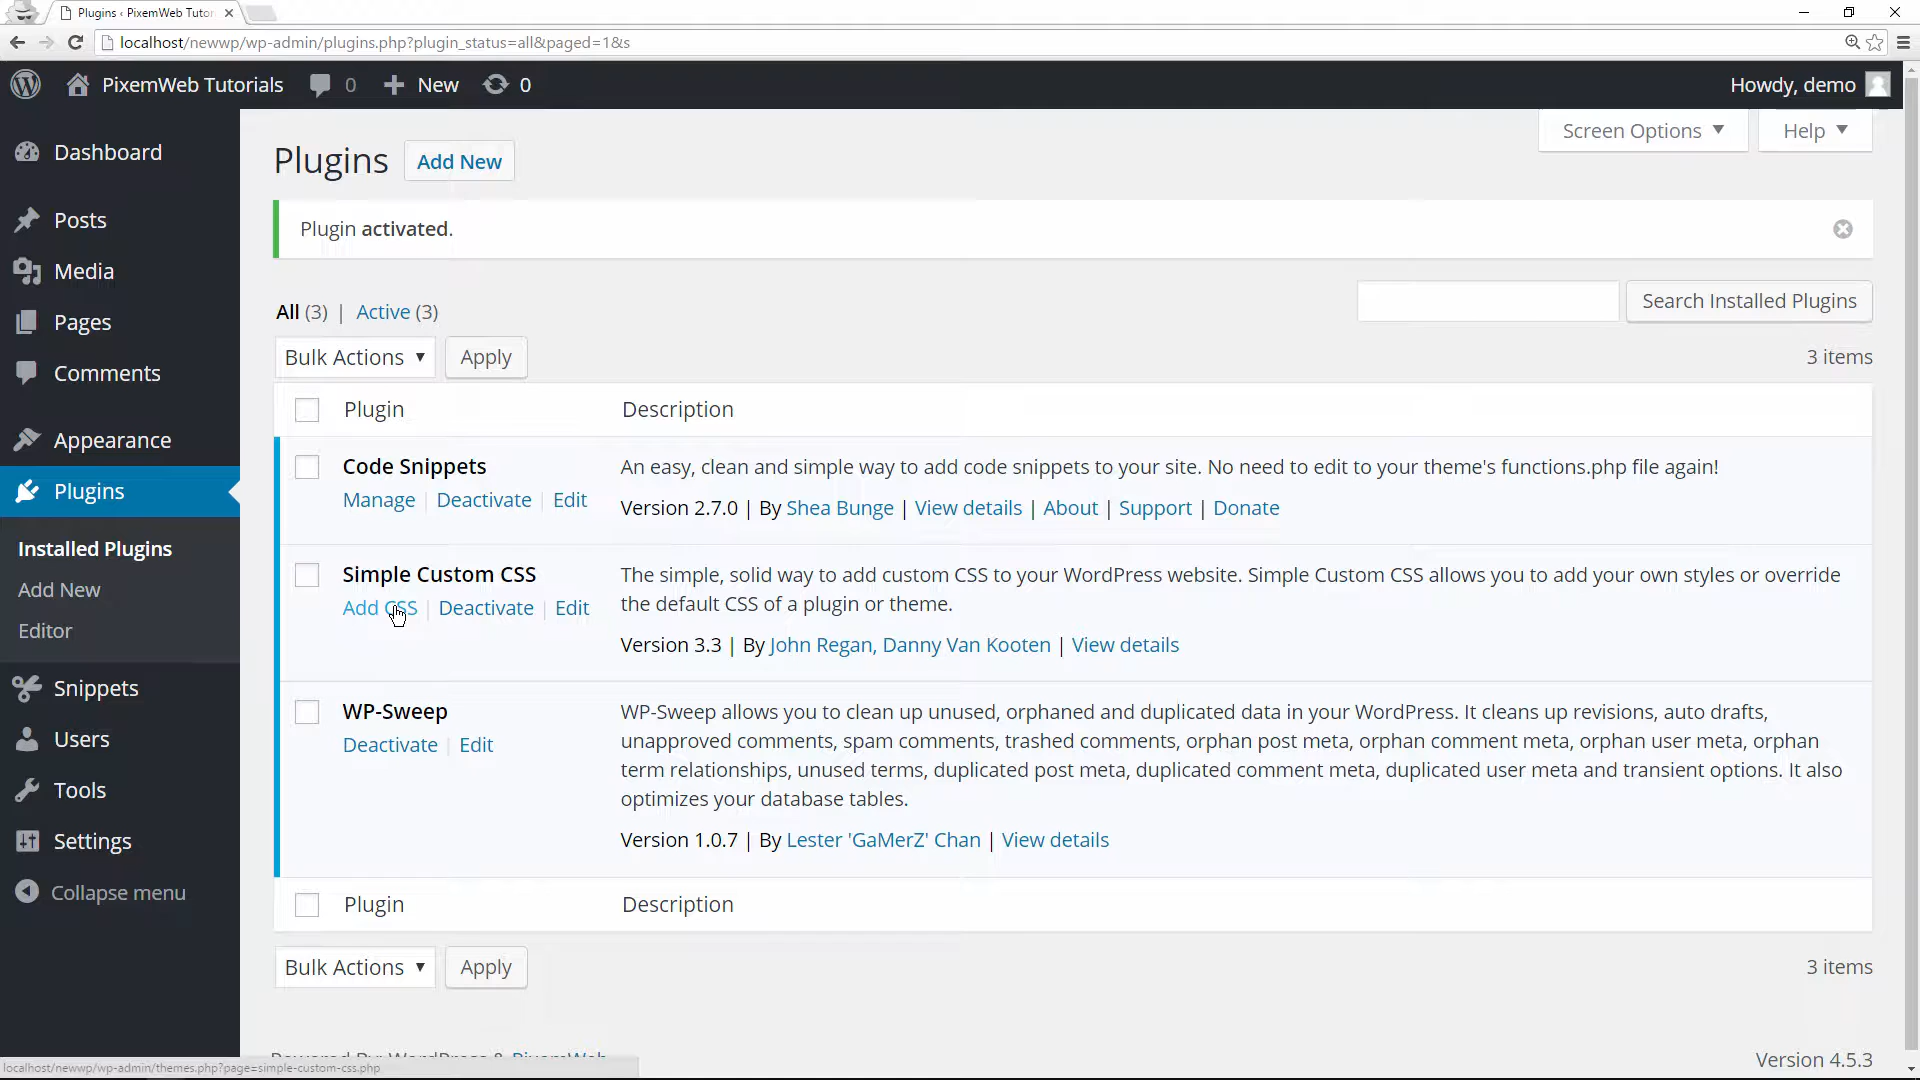 Plugins ‹ PixemWeb Tutor
localhost/newwp/wp-admin/plugins.php?plugin_status=all&paged=1&s
PixemWeb Tutorials 0 New 0 Howdy, demo
Screen Options ▼ Help ▼
Dashboard
Posts
Media
Pages
Comments
Appearance
Plugins
Installed Plugins
Add New
Editor
Snippets
Users
Tools
Settings
Collapse menu
Plugins Add New
Plugin activated.
All (3) | Active (3)
Search Installed Plugins
Bulk Actions ▼ Apply 3 items
Plugin Description
Code Snippets
Manage | Deactivate | Edit
An easy, clean and simple way to add code snippets to your site. No need to edit to your theme's functions.php file again!
Version 2.7.0 | By Shea Bunge | View details | About | Support | Donate
Simple Custom CSS
Add CSS | Deactivate | Edit
The simple, solid way to add custom CSS to your WordPress website. Simple Custom CSS allows you to add your own styles or override
the default CSS of a plugin or theme.
Version 3.3 | By John Regan, Danny Van Kooten | View details
WP-Sweep
Deactivate | Edit
WP-Sweep allows you to clean up unused, orphaned and duplicated data in your WordPress. It cleans up revisions, auto drafts,
unapproved comments, spam comments, trashed comments, orphan post meta, orphan comment meta, orphan user meta, orphan
term relationships, unused terms, duplicated post meta, duplicated comment meta, duplicated user meta and transient options. It also
optimizes your database tables.
Version 1.0.7 | By Lester 'GaMerZ' Chan | View details
Plugin Description
Bulk Actions ▼ Apply 3 items
Powered By: WordPress & PixemWeb
Version 4.5.3
localhost/newwp/wp-admin/themes.php?page=simple-custom-css.php